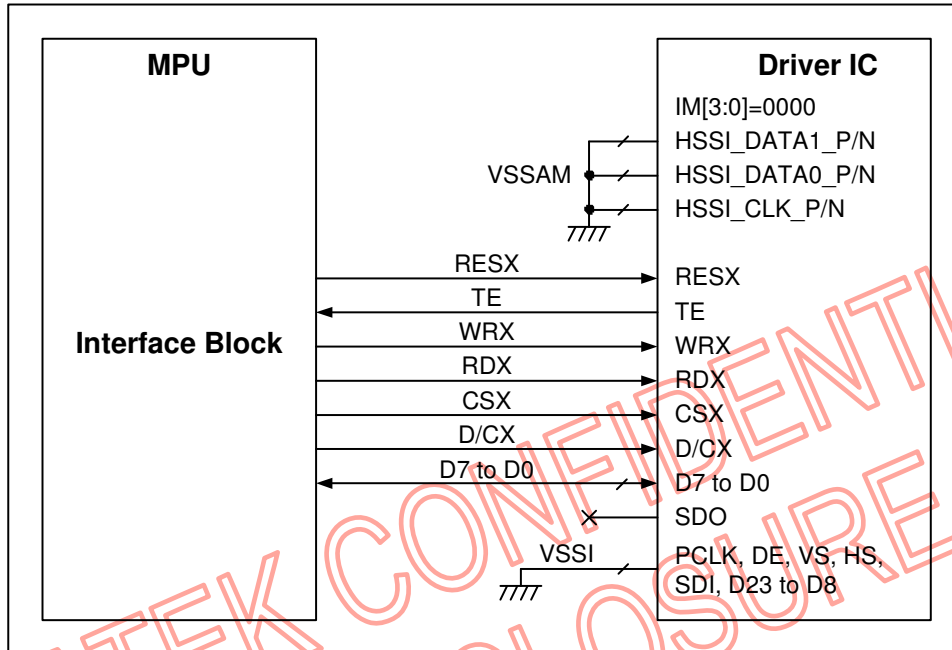 MPU
Driver IC
IM[3:0]=0000
HSSI_DATA1_P/N
VSSAM
HSSI_DATA0_P/N
HSSI_CLK_P/N
RESX
RESX
TE
TE
Interface Block
WRX
WRX
RDX
RDX
CSX
CSX
D/CX
D/CX
D7 to D0
D7 to D0
SDO
VSSI
PCLK, DE, VS, HS,
SDI, D23 to D8